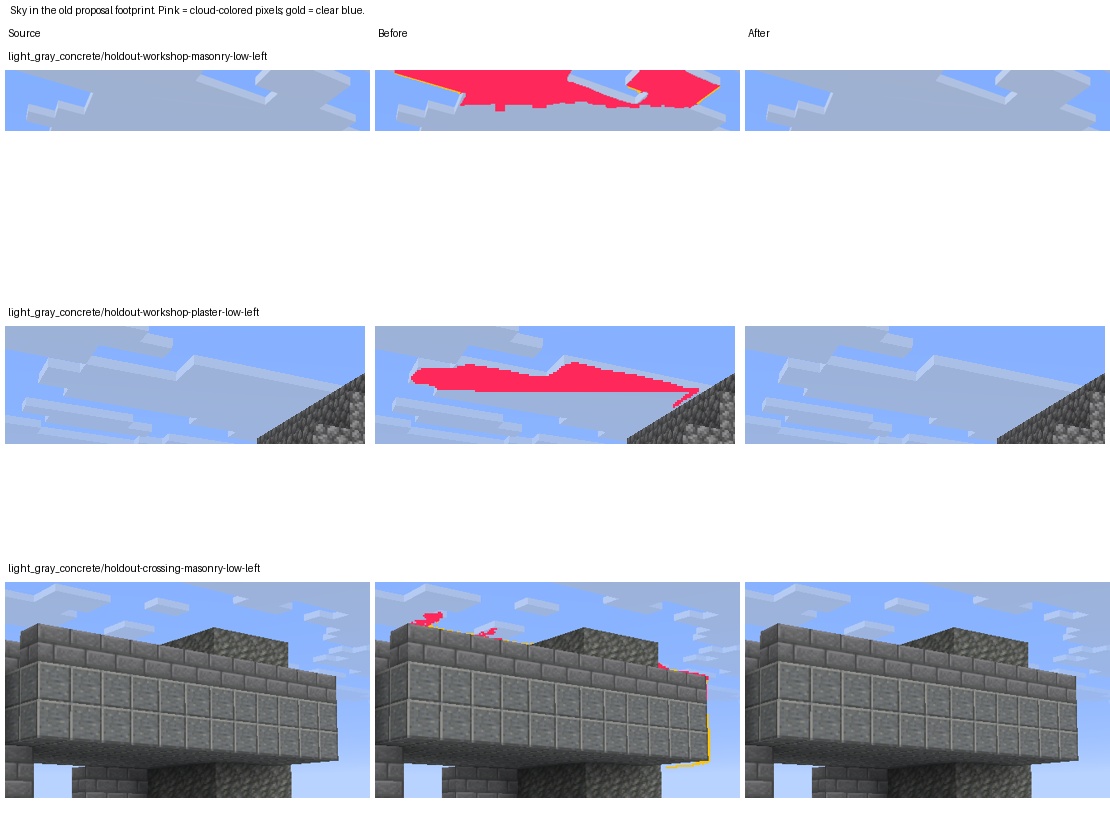 Sky in the old proposal footprint. Pink = cloud-colored pixels; gold = clear blue.
Source Before After
light_gray_concrete/holdout-workshop-masonry-low-left
light_gray_concrete/holdout-workshop-plaster-low-left
light_gray_concrete/holdout-crossing-masonry-low-left